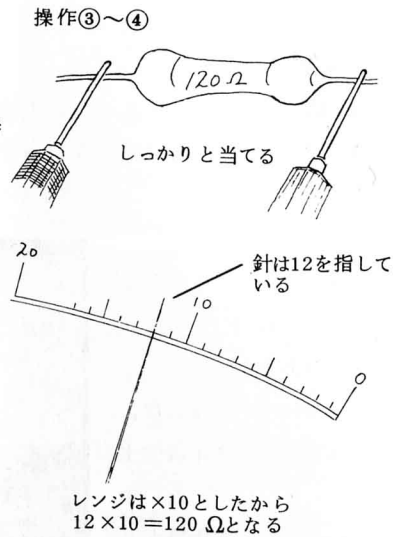 操作③～④
120Ω
しっかりと当てる
20
針は12を指して
いる
10
0
レンジは×10としたから
12×10＝120 Ωとなる